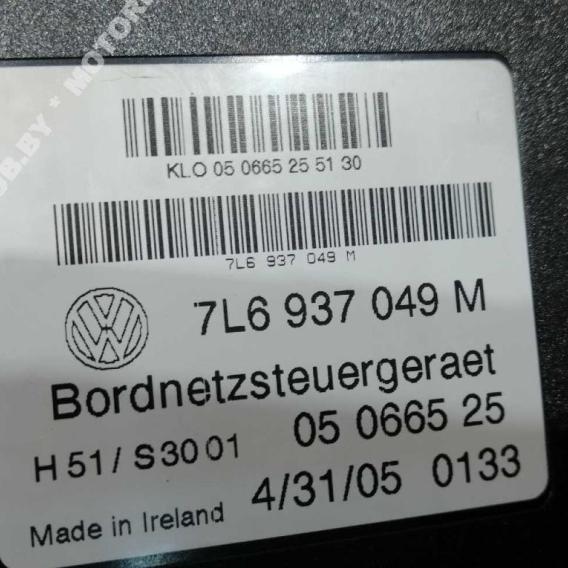 KLO 05 0665 25 51 30
7L6 937 049 M
7L6 937 049 M
Bordnetzsteuergeraet
H 51 / S 30 01 05 0665 25
4/31/05 0133
Made in Ireland